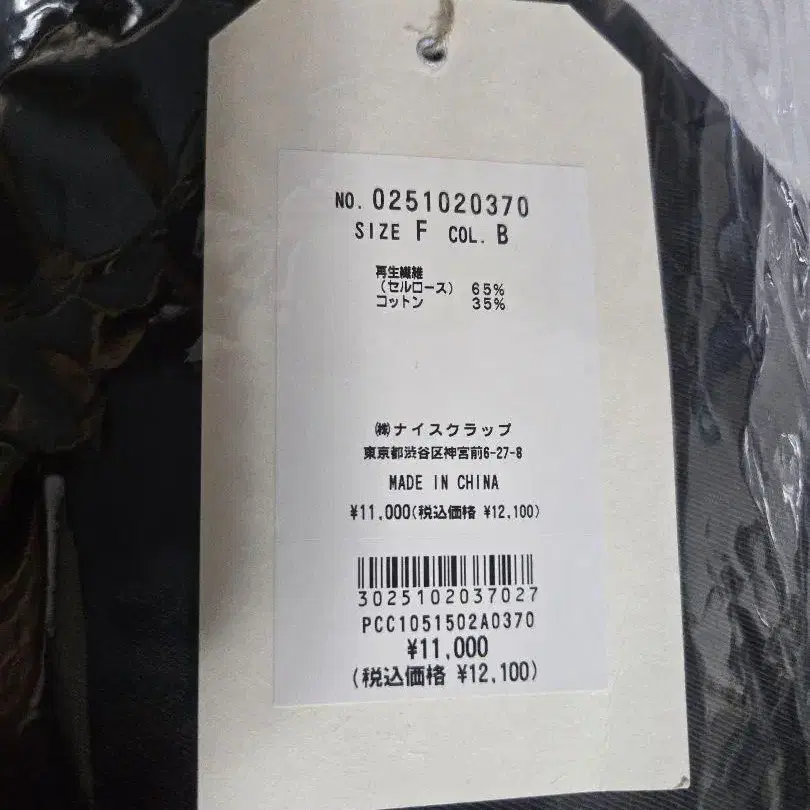 NO. 0251020370
SIZE F COL. B
再生繊維
(セルロース) 65%
コットン 35%
㈱ナイスクラップ
東京都渋谷区神宮前6-27-8
MADE IN CHINA
¥11,000(税込価格 ¥12,100)
3025102037027
PCC1051502A0370
¥11,000
(税込価格 ¥12,100)